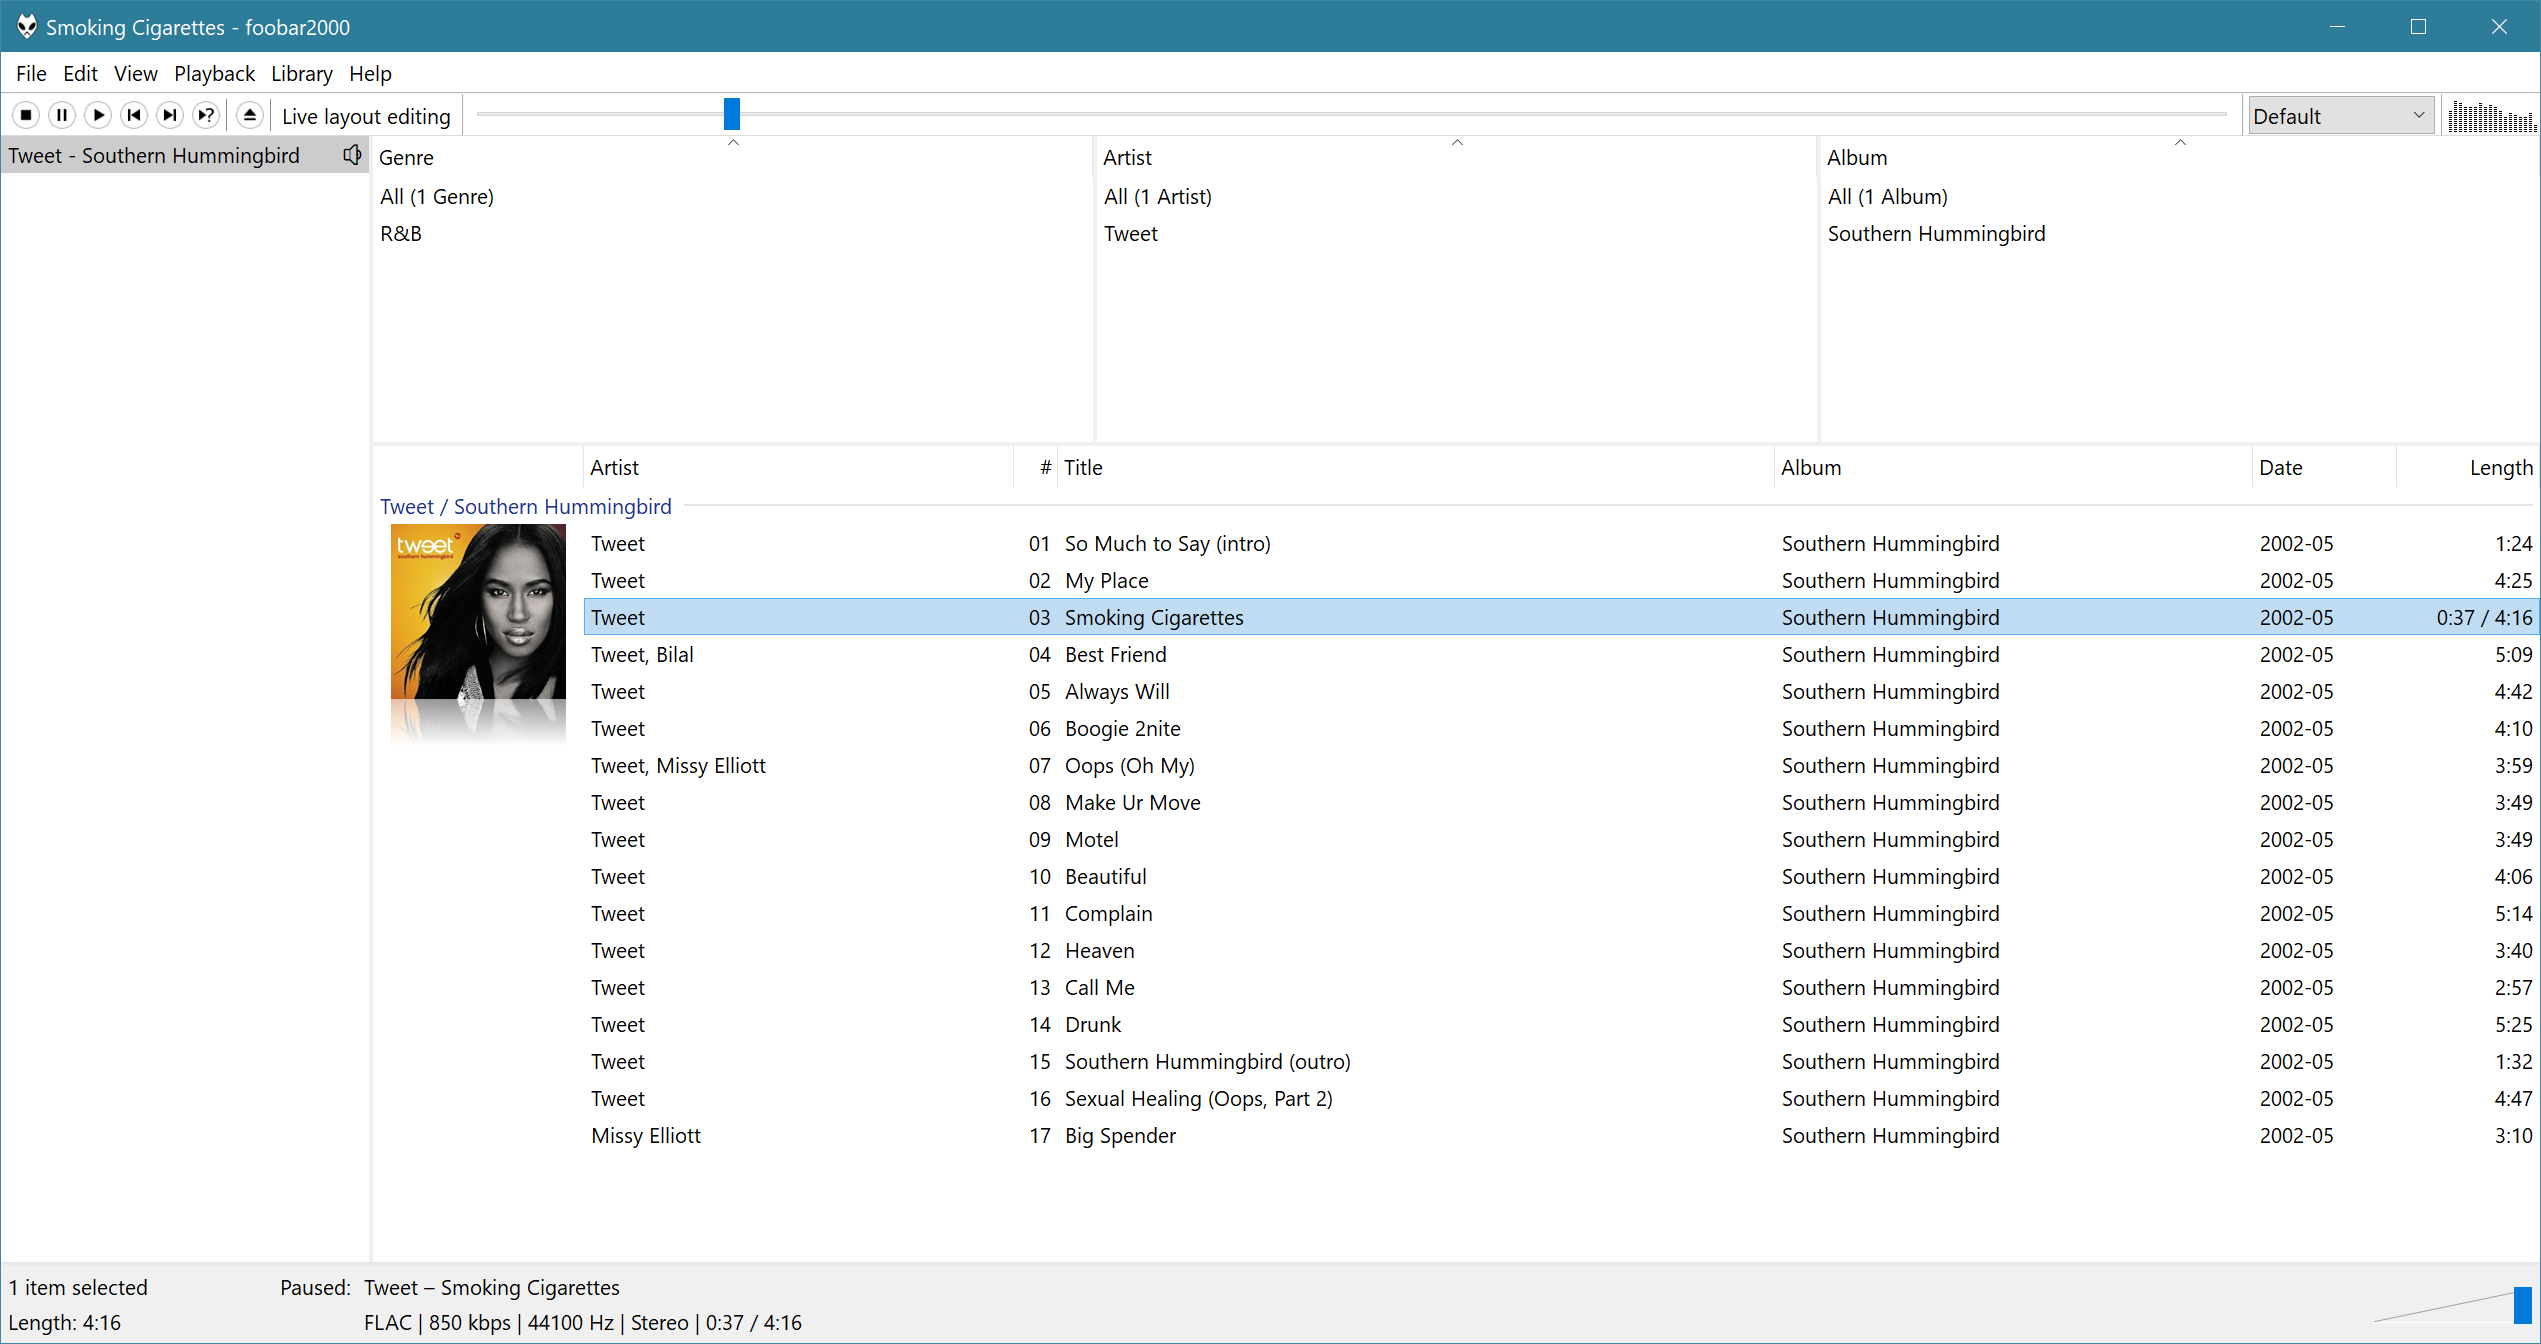 Smoking Cigarettes - foobar2000
File Edit View Playback Library Help
Live layout editing Default
Tweet - Southern Hummingbird
Genre Artist Album
All (1 Genre) All (1 Artist) All (1 Album)
R&B Tweet Southern Hummingbird
Artist # Title Album Date Length
Tweet / Southern Hummingbird
tweet
southern hummingbird
Tweet 01 So Much to Say (intro) Southern Hummingbird 2002-05 1:24
Tweet 02 My Place Southern Hummingbird 2002-05 4:25
Tweet 03 Smoking Cigarettes Southern Hummingbird 2002-05 0:37 / 4:16
Tweet, Bilal 04 Best Friend Southern Hummingbird 2002-05 5:09
Tweet 05 Always Will Southern Hummingbird 2002-05 4:42
Tweet 06 Boogie 2nite Southern Hummingbird 2002-05 4:10
Tweet, Missy Elliott 07 Oops (Oh My) Southern Hummingbird 2002-05 3:59
Tweet 08 Make Ur Move Southern Hummingbird 2002-05 3:49
Tweet 09 Motel Southern Hummingbird 2002-05 3:49
Tweet 10 Beautiful Southern Hummingbird 2002-05 4:06
Tweet 11 Complain Southern Hummingbird 2002-05 5:14
Tweet 12 Heaven Southern Hummingbird 2002-05 3:40
Tweet 13 Call Me Southern Hummingbird 2002-05 2:57
Tweet 14 Drunk Southern Hummingbird 2002-05 5:25
Tweet 15 Southern Hummingbird (outro) Southern Hummingbird 2002-05 1:32
Tweet 16 Sexual Healing (Oops, Part 2) Southern Hummingbird 2002-05 4:47
Missy Elliott 17 Big Spender Southern Hummingbird 2002-05 3:10
1 item selected Paused: Tweet – Smoking Cigarettes
Length: 4:16 FLAC | 850 kbps | 44100 Hz | Stereo | 0:37 / 4:16